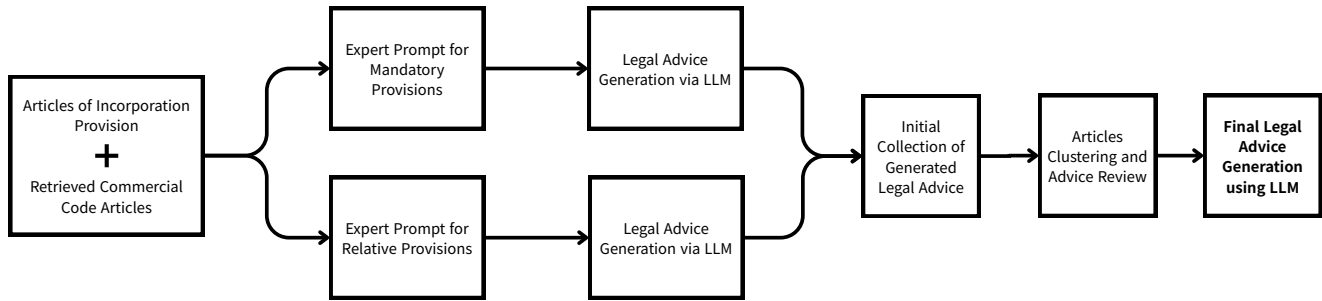 Articles of Incorporation
Provision
+
Retrieved Commercial
Code Articles
Expert Prompt for
Mandatory
Provisions
Legal Advice
Generation via LLM
Expert Prompt for
Relative Provisions
Legal Advice
Generation via LLM
Initial
Collection of
Generated
Legal Advice
Articles
Clustering and
Advice Review
Final Legal
Advice
Generation
using LLM